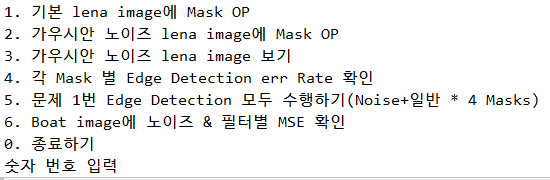 1. 기본 lena image에 Mask OP
2. 가우시안 노이즈 lena image에 Mask OP
3. 가우시안 노이즈 lena image 보기
4. 각 Mask 별 Edge Detection err Rate 확인
5. 문제 1번 Edge Detection 모두 수행하기(Noise+일반 * 4 Masks)
6. Boat image에 노이즈 & 필터별 MSE 확인
0. 종료하기
숫자 번호 입력